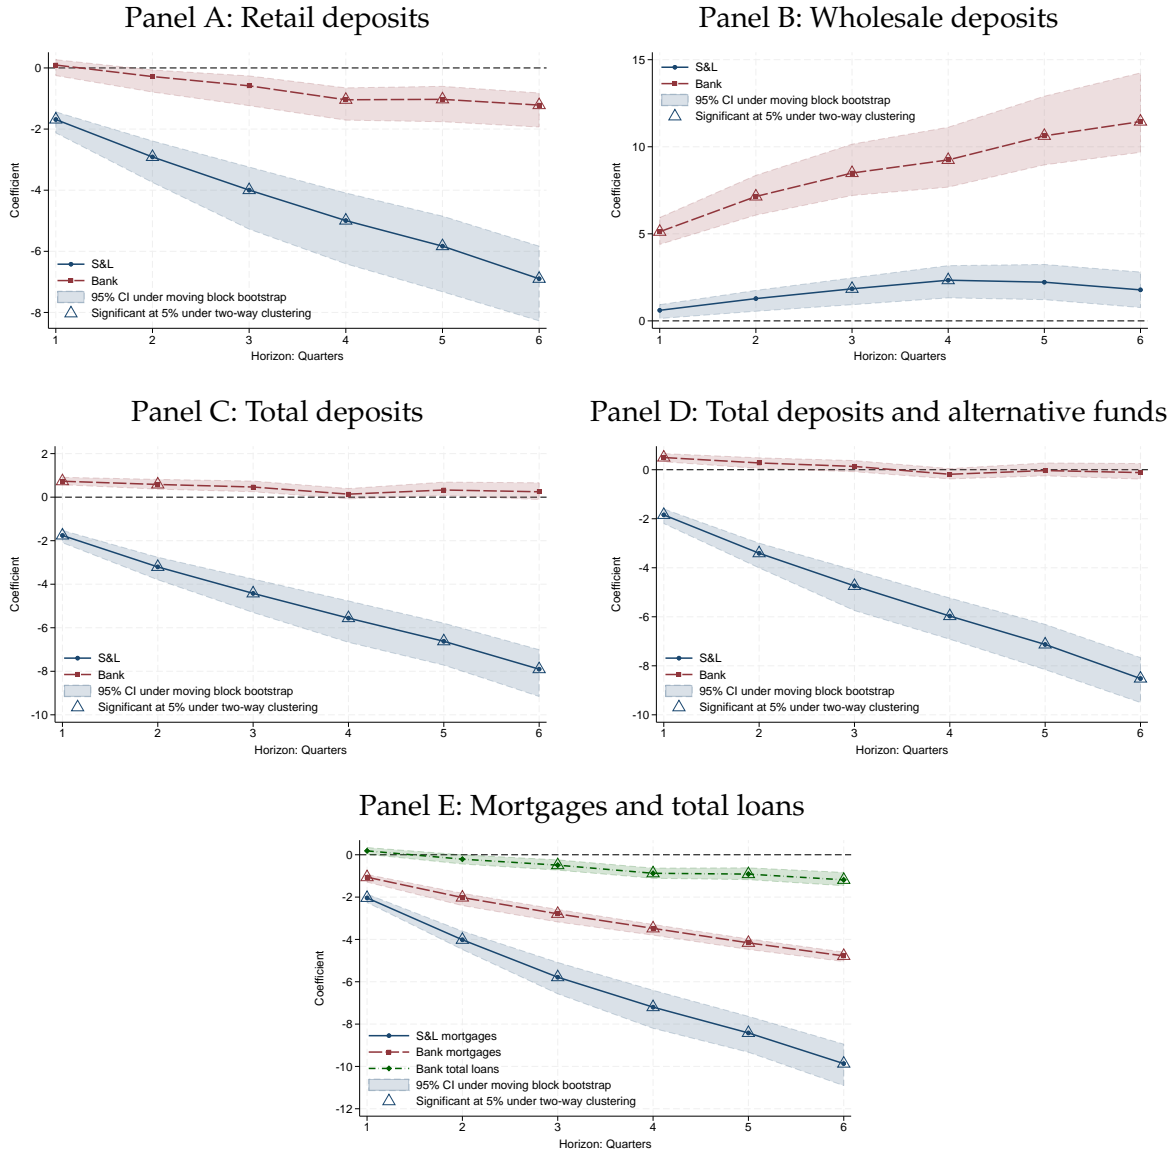 Panel A: Retail deposits
0
-2
-4
-6
-8
Coefficient
S&L
Bank
95% CI under moving block bootstrap
Significant at 5% under two-way clustering
1 2 3 4 5 6
Horizon: Quarters
Panel B: Wholesale deposits
15
10
5
0
Coefficient
S&L
Bank
95% CI under moving block bootstrap
Significant at 5% under two-way clustering
1 2 3 4 5 6
Horizon: Quarters
Panel C: Total deposits
2
0
-2
-4
-6
-8
-10
Coefficient
S&L
Bank
95% CI under moving block bootstrap
Significant at 5% under two-way clustering
1 2 3 4 5 6
Horizon: Quarters
Panel D: Total deposits and alternative funds
0
-2
-4
-6
-8
-10
Coefficient
S&L
Bank
95% CI under moving block bootstrap
Significant at 5% under two-way clustering
1 2 3 4 5 6
Horizon: Quarters
Panel E: Mortgages and total loans
0
-2
-4
-6
-8
-10
-12
Coefficient
S&L mortgages
Bank mortgages
Bank total loans
95% CI under moving block bootstrap
Significant at 5% under two-way clustering
1 2 3 4 5 6
Horizon: Quarters